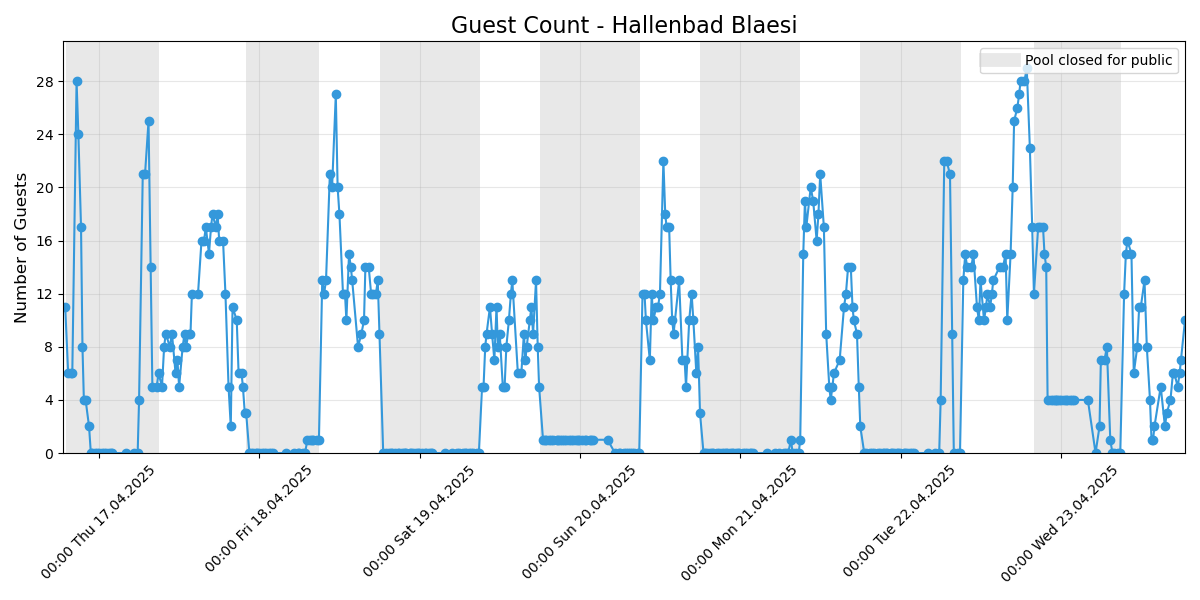 Guest Count - Hallenbad Blaesi
Pool closed for public
Number of Guests
28
24
20
16
12
8
4
0
00:00 Thu 17.04.2025
00:00 Fri 18.04.2025
00:00 Sat 19.04.2025
00:00 Sun 20.04.2025
00:00 Mon 21.04.2025
00:00 Tue 22.04.2025
00:00 Wed 23.04.2025